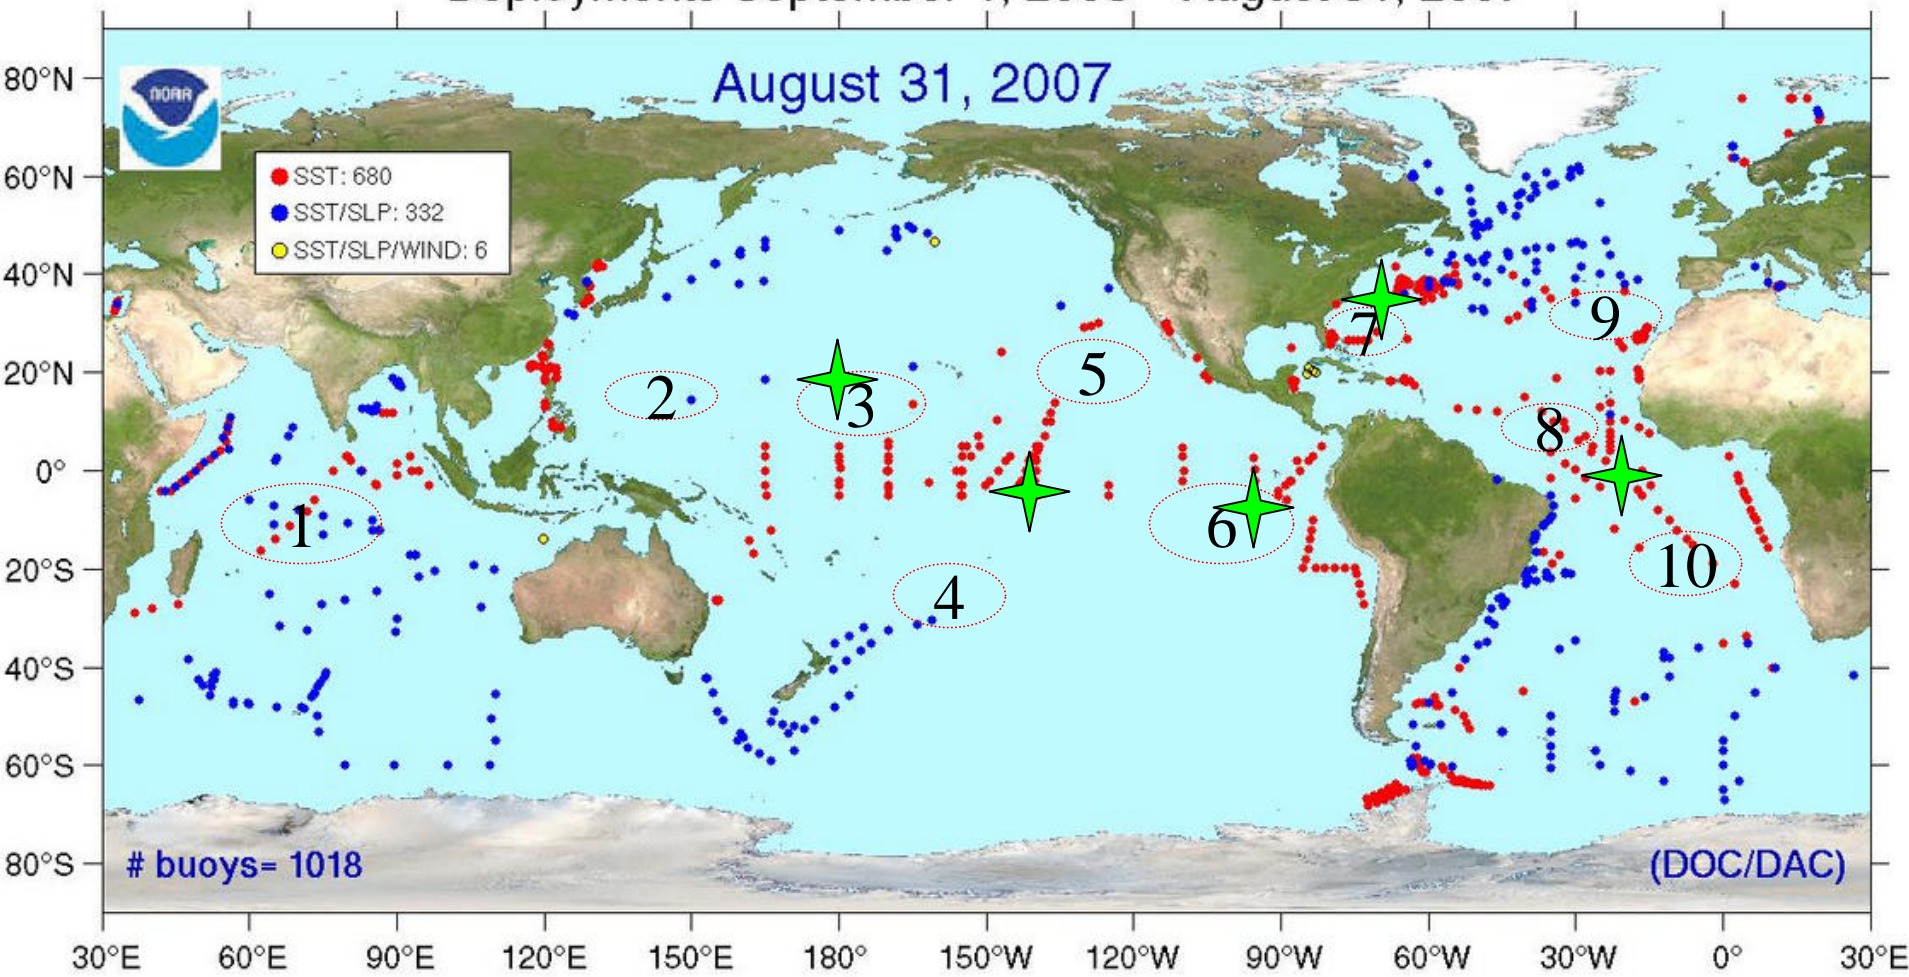 August 31, 2007
NOAA
SST: 680
SST/SLP: 332
SST/SLP/WIND: 6
80°N
60°N
40°N
20°N
0°
20°S
40°S
60°S
80°S
1
2
3
4
5
6
7
8
9
10
# buoys= 1018
(DOC/DAC)
30°E 60°E 90°E 120°E 150°E 180° 150°W 120°W 90°W 60°W 30°W 0° 30°E